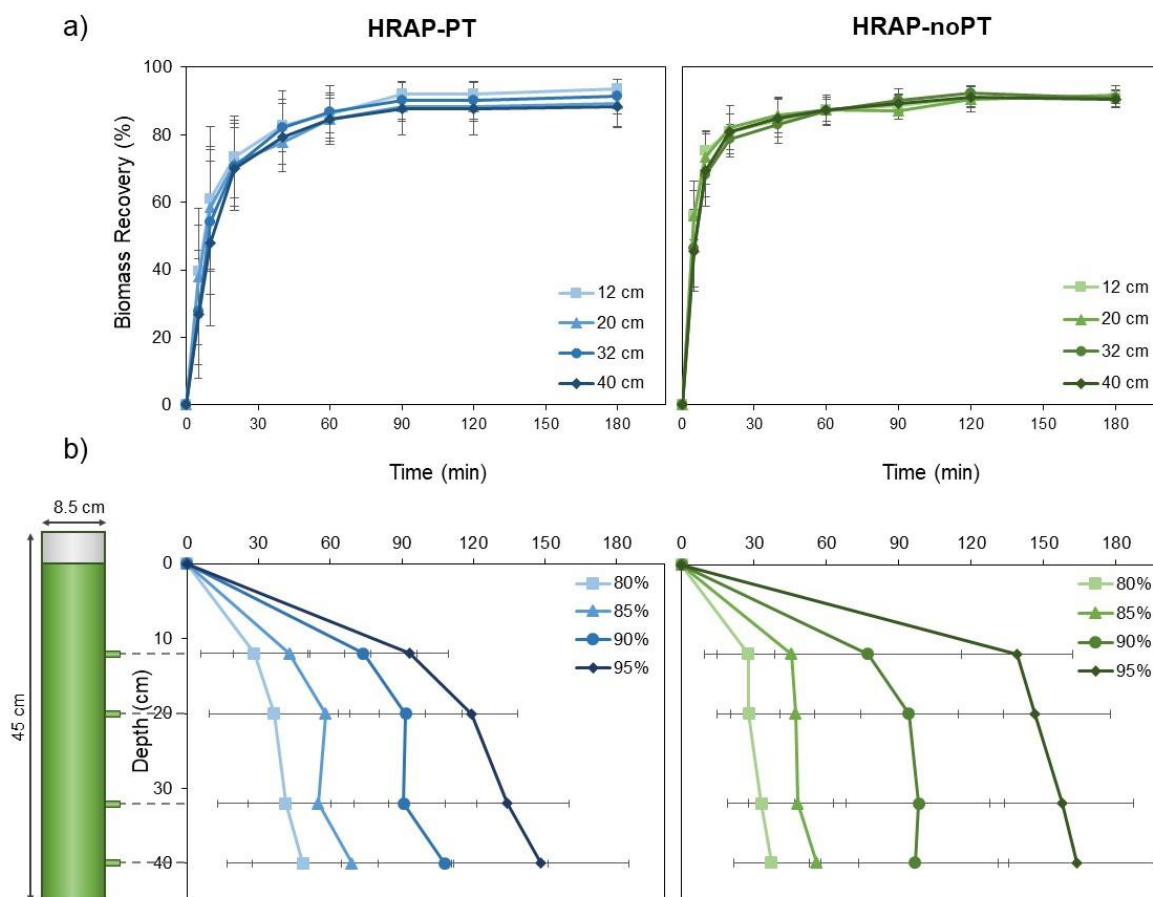 a)
HRAP-PT
HRAP-noPT
Biomass Recovery (%)
100
80
60
40
20
0
12 cm
20 cm
32 cm
40 cm
12 cm
20 cm
32 cm
40 cm
0 30 60 90 120 150 180
0 30 60 90 120 150 180
Time (min)
Time (min)
b)
8.5 cm
45 cm
0 30 60 90 120 150 180
0 30 60 90 120 150 180
Depth (cm)
0
10
20
30
40
80%
85%
90%
95%
80%
85%
90%
95%